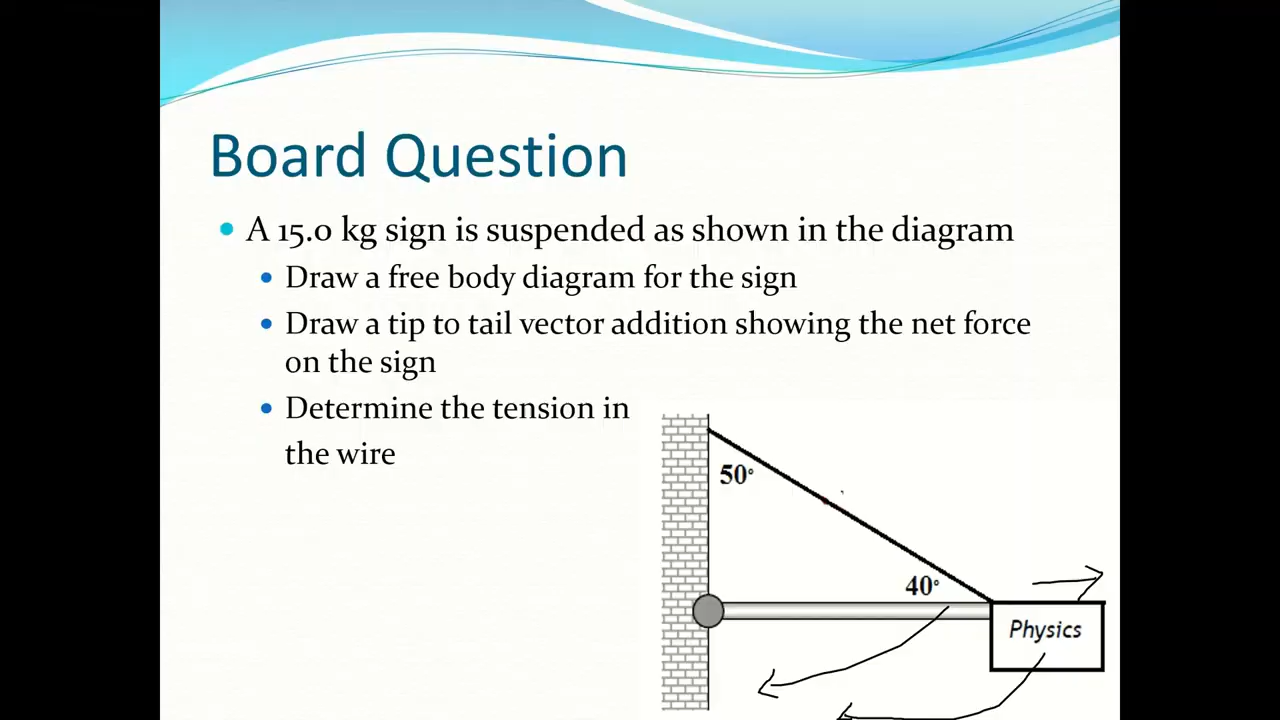 Board Question
A 15.0 kg sign is suspended as shown in the diagram
Draw a free body diagram for the sign
Draw a tip to tail vector addition showing the net force
on the sign
Determine the tension in
the wire
50°
40°
Physics